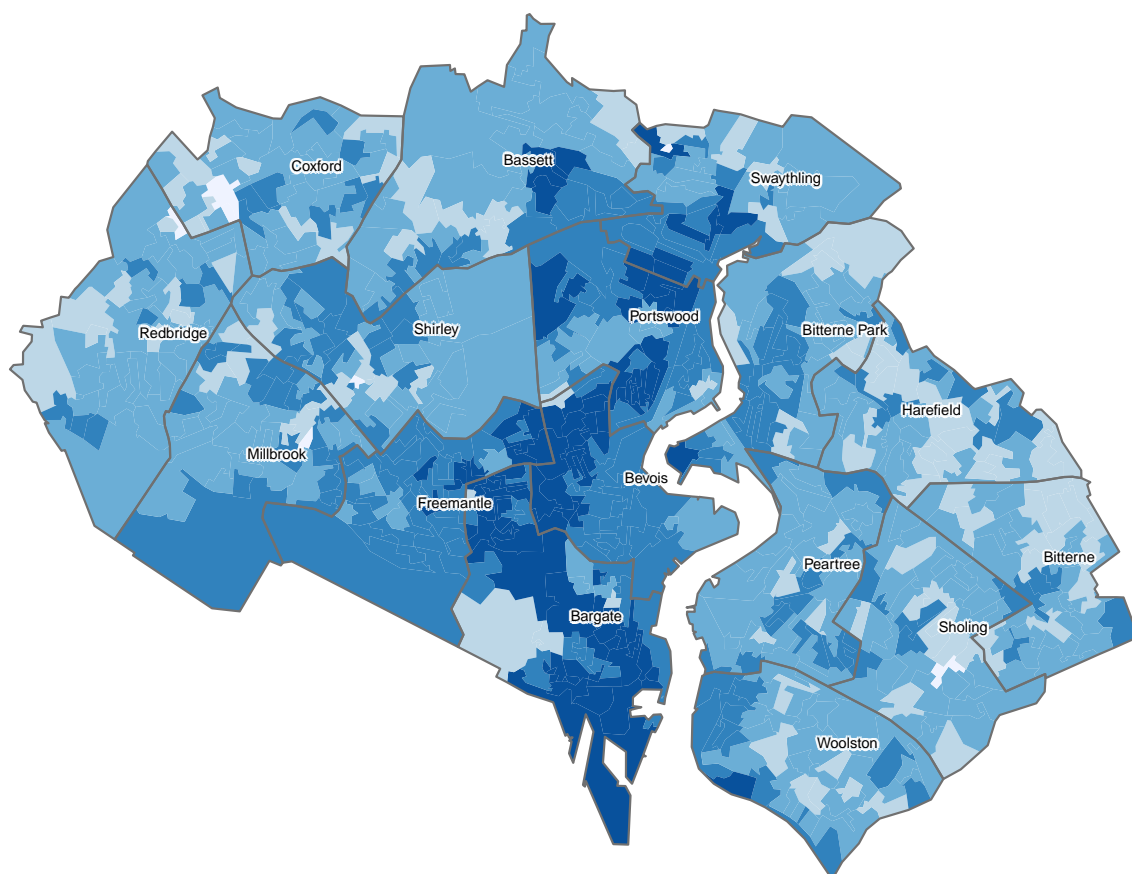 Bassett
Coxford
Swaythling
Portswood
Shirley
Bitterne Park
Redbridge
Harefield
Millbrook
Bevois
Freemantle
Bitterne
Peartree
Bargate
Sholing
Woolston